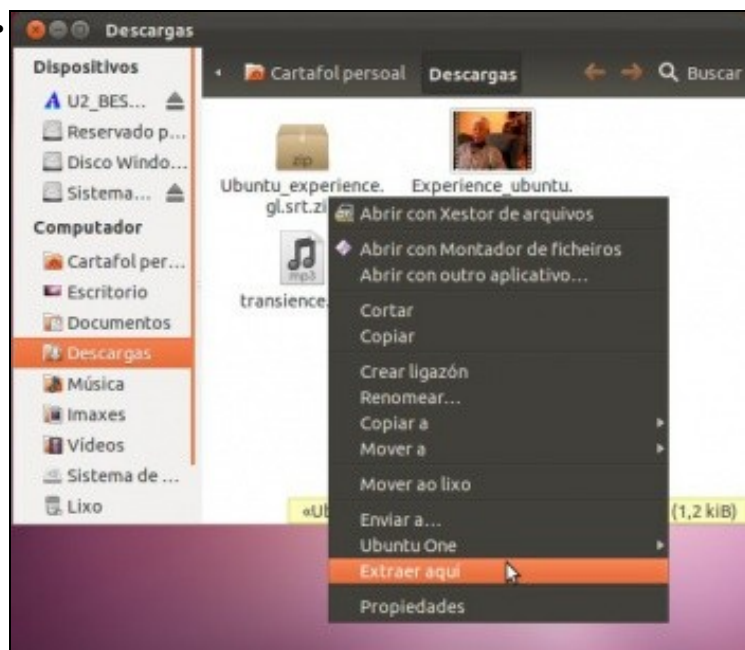 Descargas
Dispositivos
U2_BES...
Reservado p...
Disco Windo...
Sistema...
Computador
Cartafol per...
Escritorio
Documentos
Descargas
Música
Imaxes
Vídeos
Sistema de ...
Lixo
Cartafol persoal
Descargas
Buscar
zip
Ubuntu_experience.
gl.srt.zi
Experience_ubuntu.
mp3
transience.
Abrir con Xestor de arquivos
Abrir con Montador de ficheiros
Abrir con outro aplicativo...
Cortar
Copiar
Crear ligazón
Renomear...
Copiar a
Mover a
Mover ao lixo
Enviar a...
Ubuntu One
Extraer aquí
Propiedades
«Ub
(1,2 kiB)